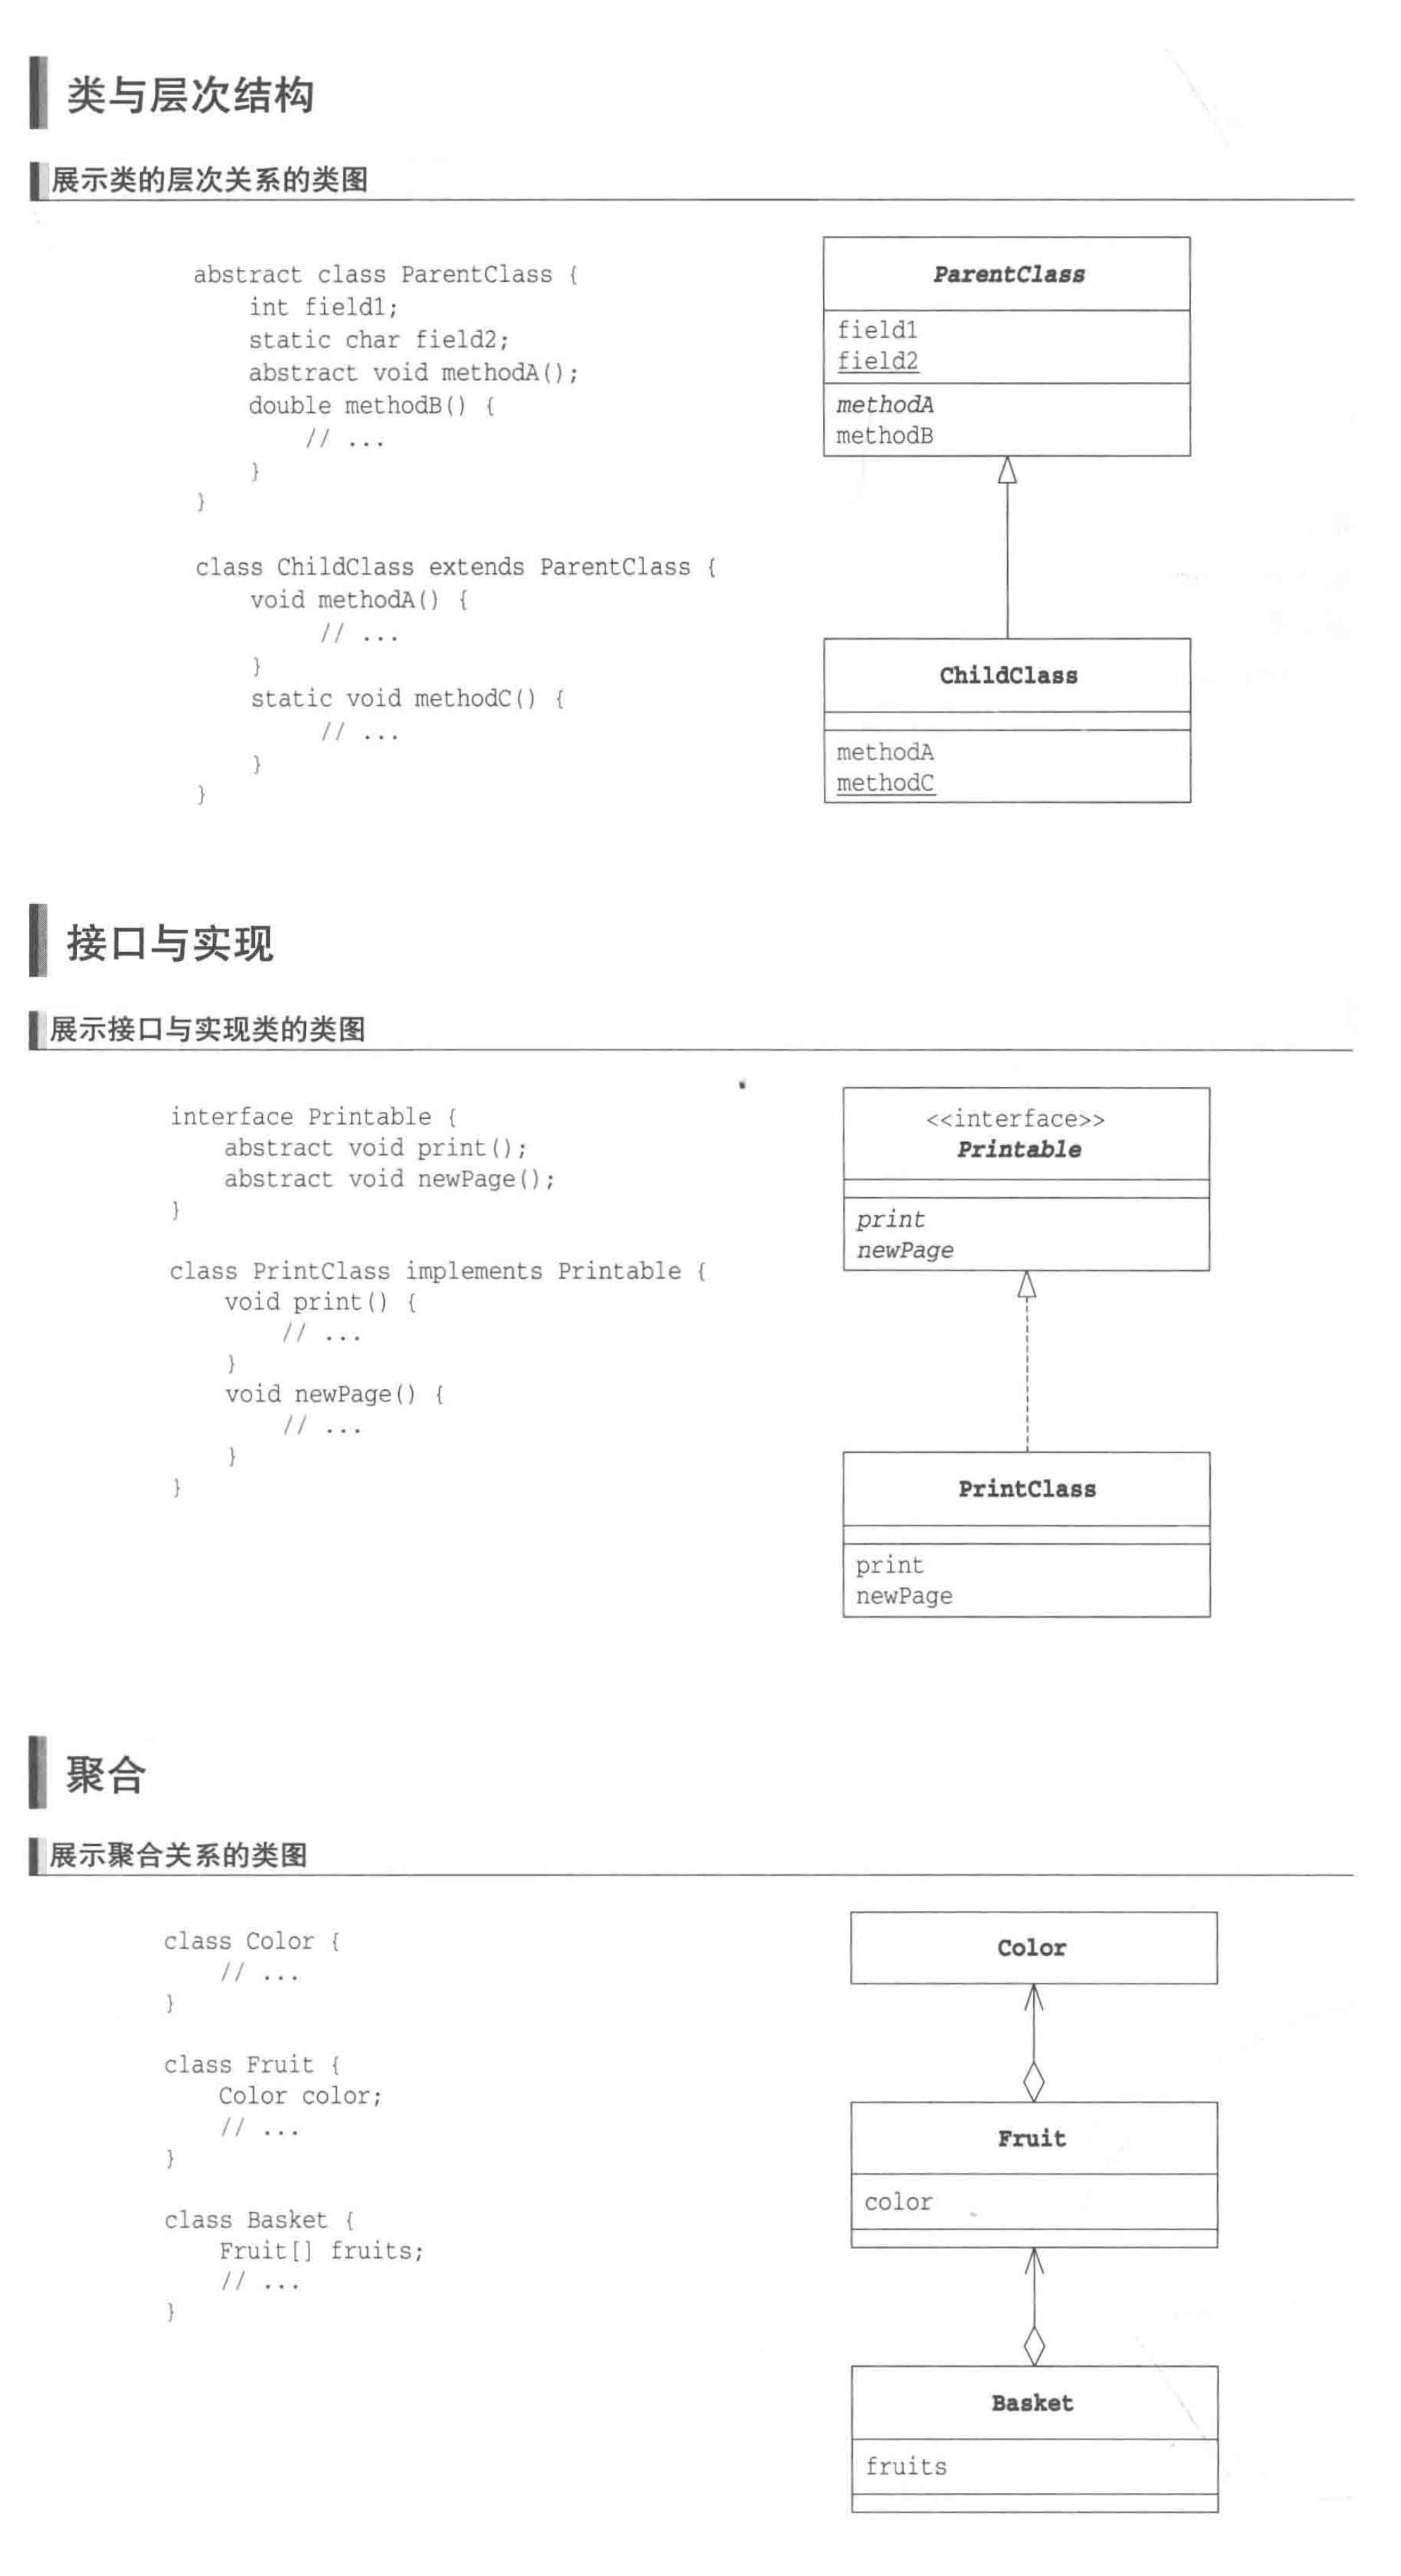 类与层次结构
展示类的层次关系的类图
abstract class ParentClass {
    int field1;
    static char field2;
    abstract void methodA();
    double methodB() {
        // ...
    }
}
class ChildClass extends ParentClass {
    void methodA() {
        // ...
    }
    static void methodC() {
        // ...
    }
}
ParentClass
field1
field2
methodA
methodB
ChildClass
methodA
methodC
接口与实现
展示接口与实现类的类图
interface Printable {
    abstract void print();
    abstract void newPage();
}
class PrintClass implements Printable {
    void print() {
        // ...
    }
    void newPage() {
        // ...
    }
}
<<interface>>
Printable
print
newPage
PrintClass
print
newPage
聚合
展示聚合关系的类图
class Color {
    // ...
}
class Fruit {
    Color color;
    // ...
}
class Basket {
    Fruit[] fruits;
    // ...
}
Color
Fruit
color
Basket
fruits